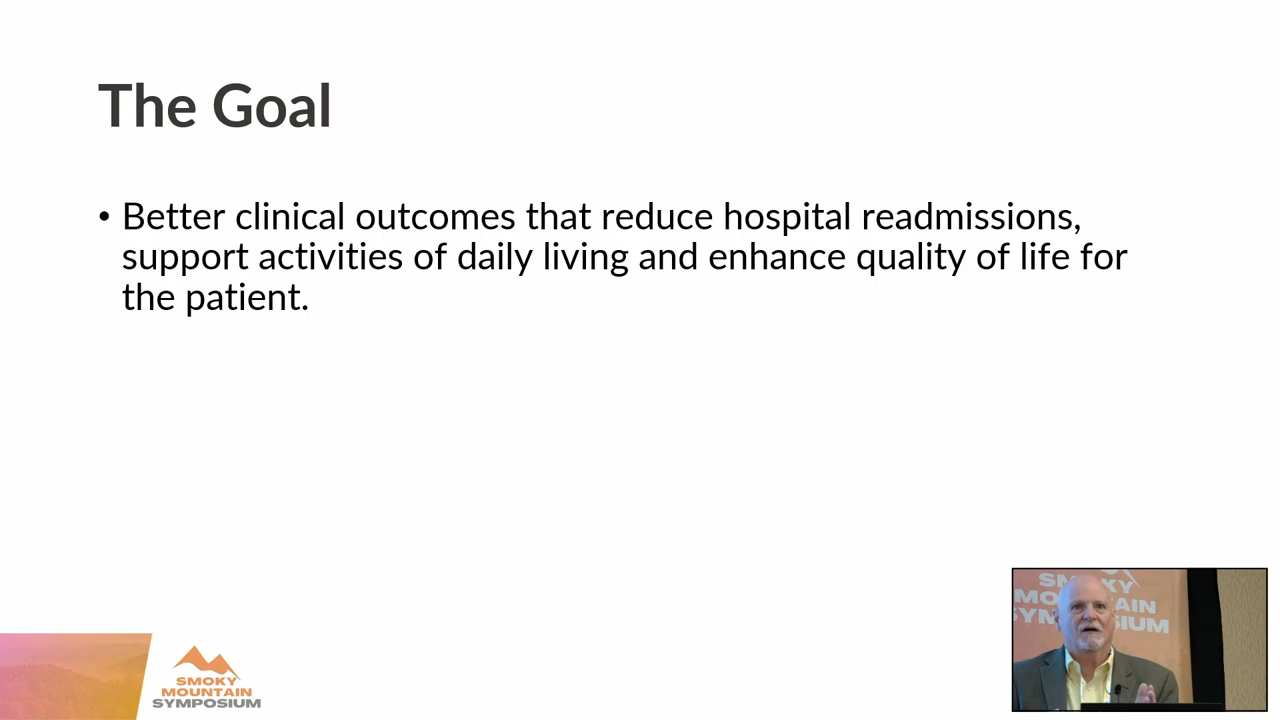 The Goal
• Better clinical outcomes that reduce hospital readmissions,
support activities of daily living and enhance quality of life for
the patient.
SMOKY
MOUNTAIN
SYMPOSIUM